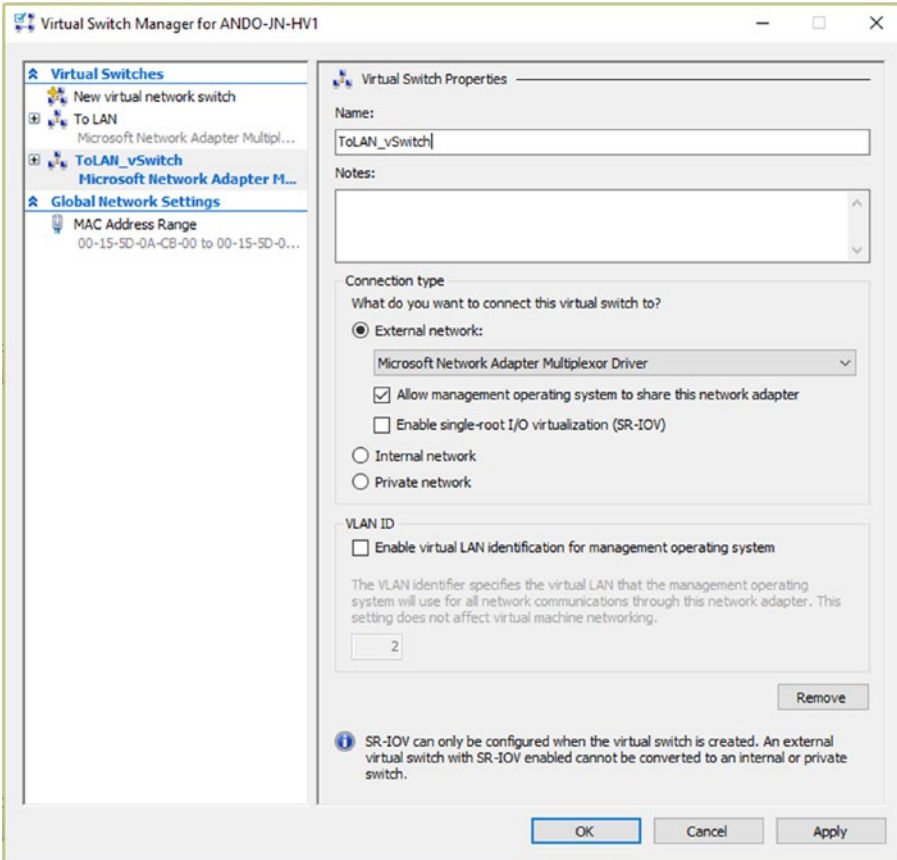 Virtual Switch Manager for ANDO-JN-HV1
Virtual Switches
New virtual network switch
To LAN
Microsoft Network Adapter Multipl...
ToLAN_vSwitch
Microsoft Network Adapter M...
Global Network Settings
MAC Address Range
00-15-5D-0A-CB-00 to 00-15-5D-0...
Virtual Switch Properties
Name:
ToLAN_vSwitch
Notes:
Connection type
What do you want to connect this virtual switch to?
External network:
Microsoft Network Adapter Multiplexor Driver
Allow management operating system to share this network adapter
Enable single-root I/O virtualization (SR-IOV)
Internal network
Private network
VLAN ID
Enable virtual LAN identification for management operating system
The VLAN identifier specifies the virtual LAN that the management operating
system will use for all network communications through this network adapter. This
setting does not affect virtual machine networking.
2
Remove
SR-IOV can only be configured when the virtual switch is created. An external
virtual switch with SR-IOV enabled cannot be converted to an internal or private
switch.
OK Cancel Apply